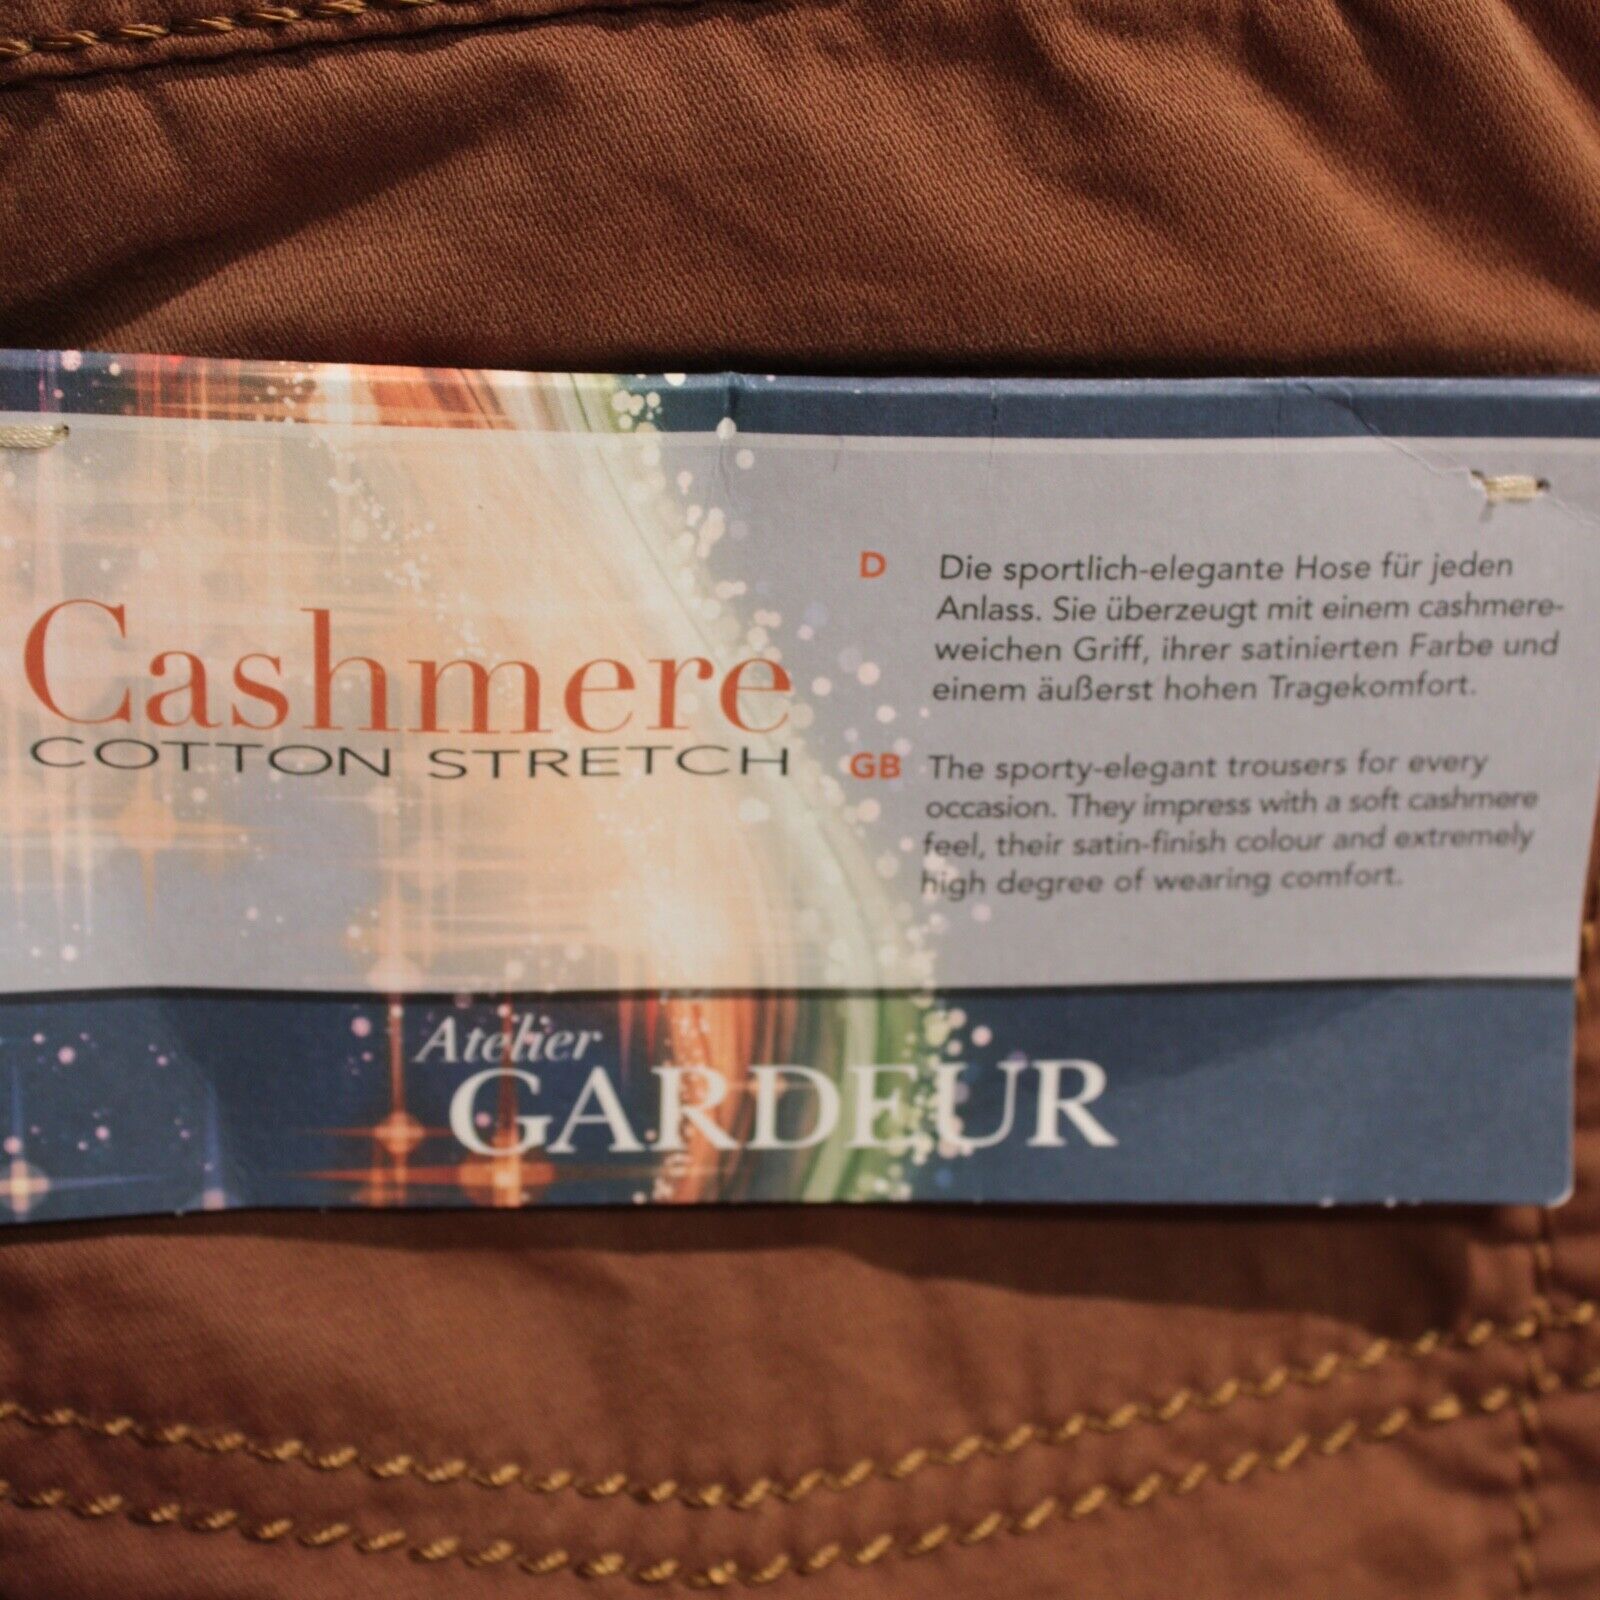 Cashmere
COTTON STRETCH
D
Die sportlich-elegante Hose für jeden
Anlass. Sie überzeugt mit einem cashmere-
weichen Griff, ihrer satinierten Farbe und
einem äußerst hohen Tragekomfort.
GB
The sporty-elegant trousers for every
occasion. They impress with a soft cashmere
feel, their satin-finish colour and extremely
high degree of wearing comfort.
Atelier
GARDEUR